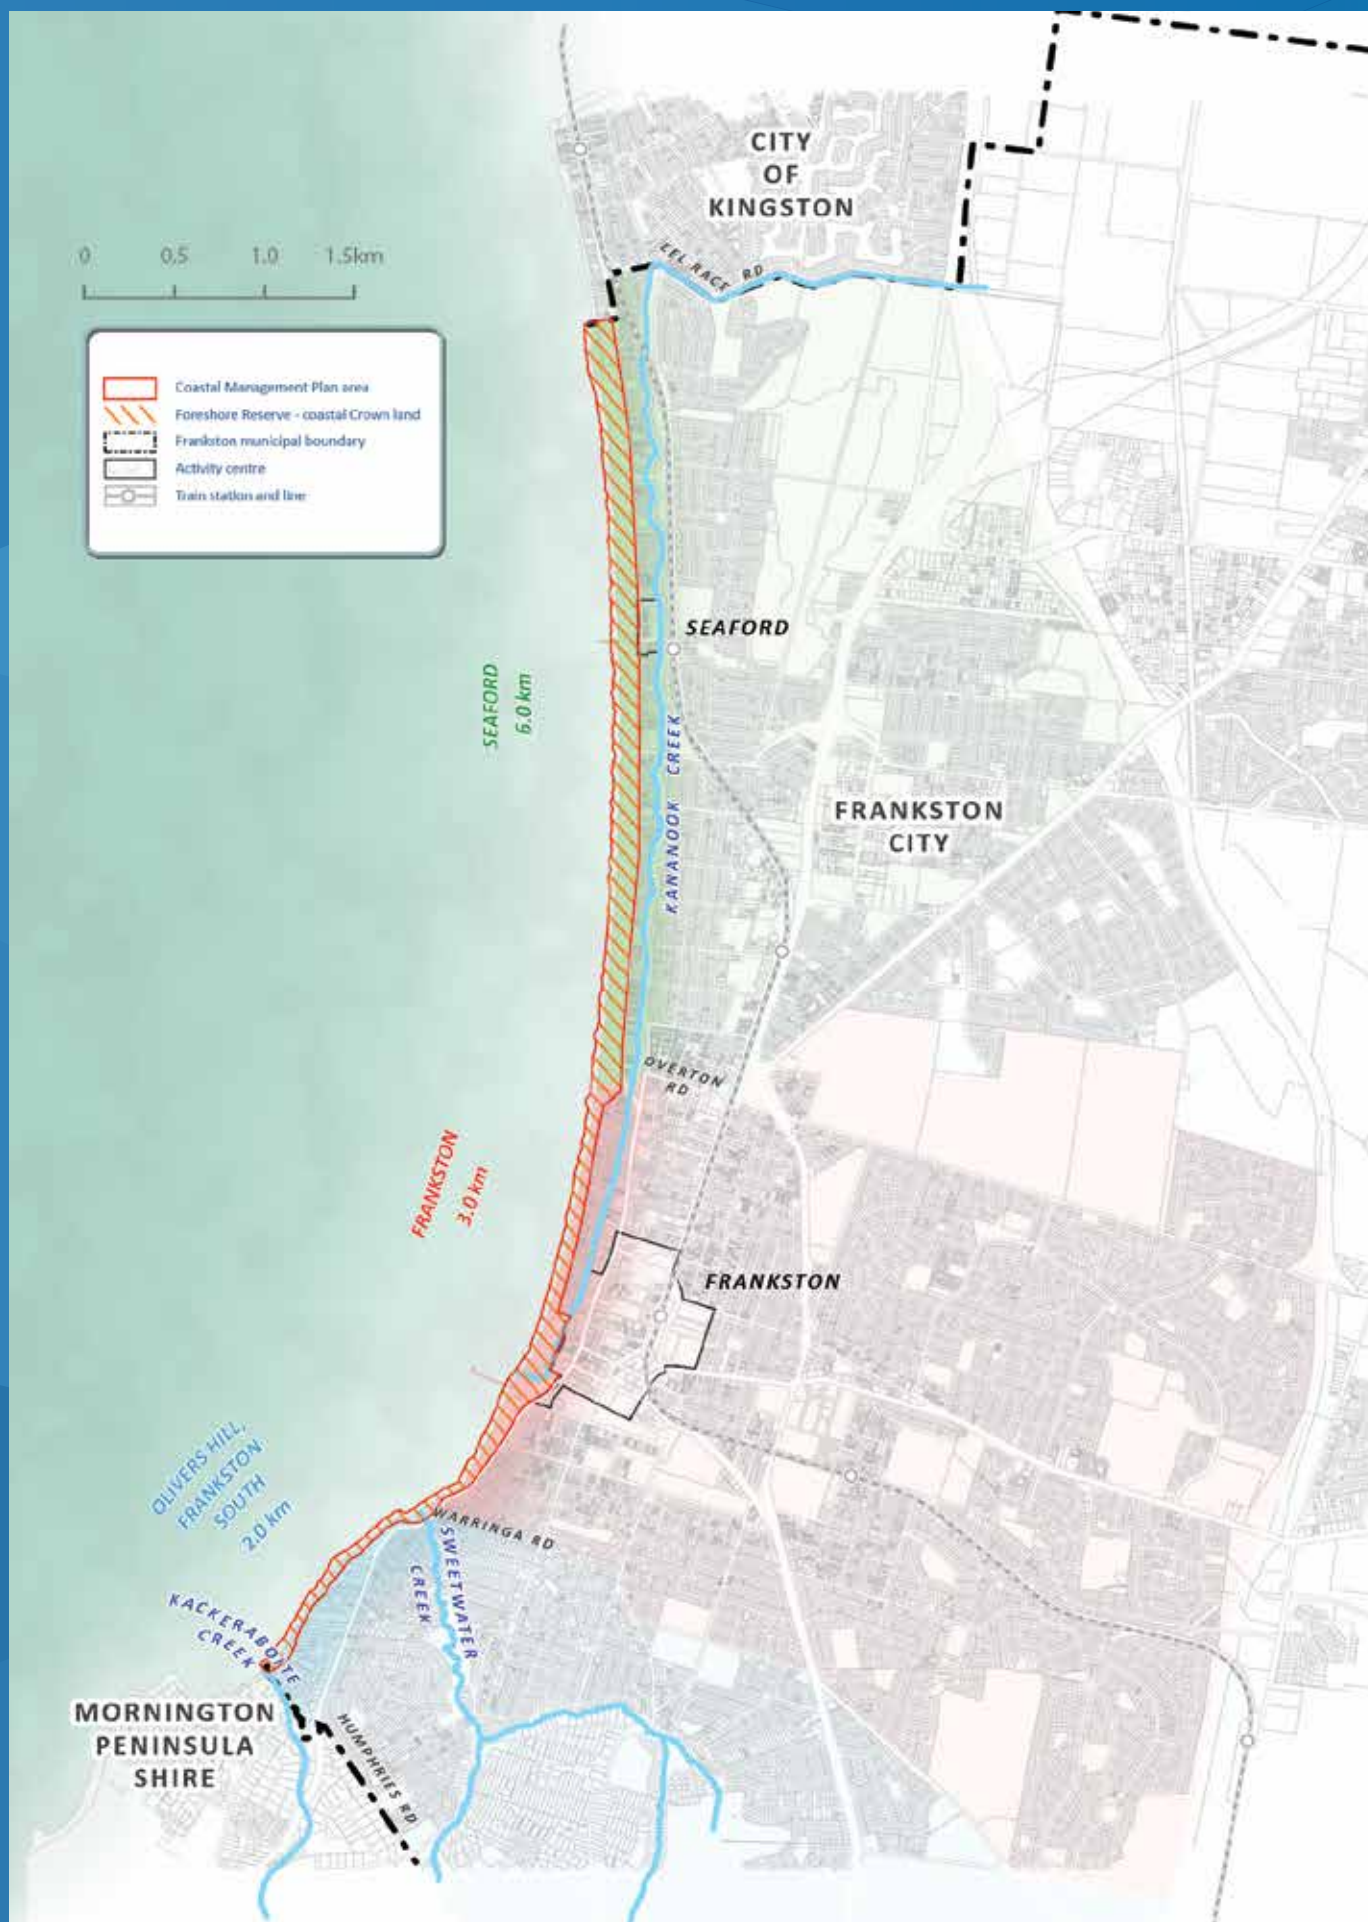 CITY
OF
KINGSTON
EEL RACE RD
0 0.5 1.0 1.5km
Coastal Management Plan area
Foreshore Reserve - coastal Crown land
Frankston municipal boundary
Activity centre
Train station and line
SEAFORD
SEAFORD
6.0 km
KANANOOK CREEK
FRANKSTON
CITY
OVERTON
RD
FRANKSTON
3.0 km
FRANKSTON
OLIVERS HILL,
FRANKSTON
SOUTH
2.0 km
WARRINGA RD
SWEETWATER
CREEK
KACKERABOITE
CREEK
MORNINGTON
PENINSULA
SHIRE
HUMPHRIES RD